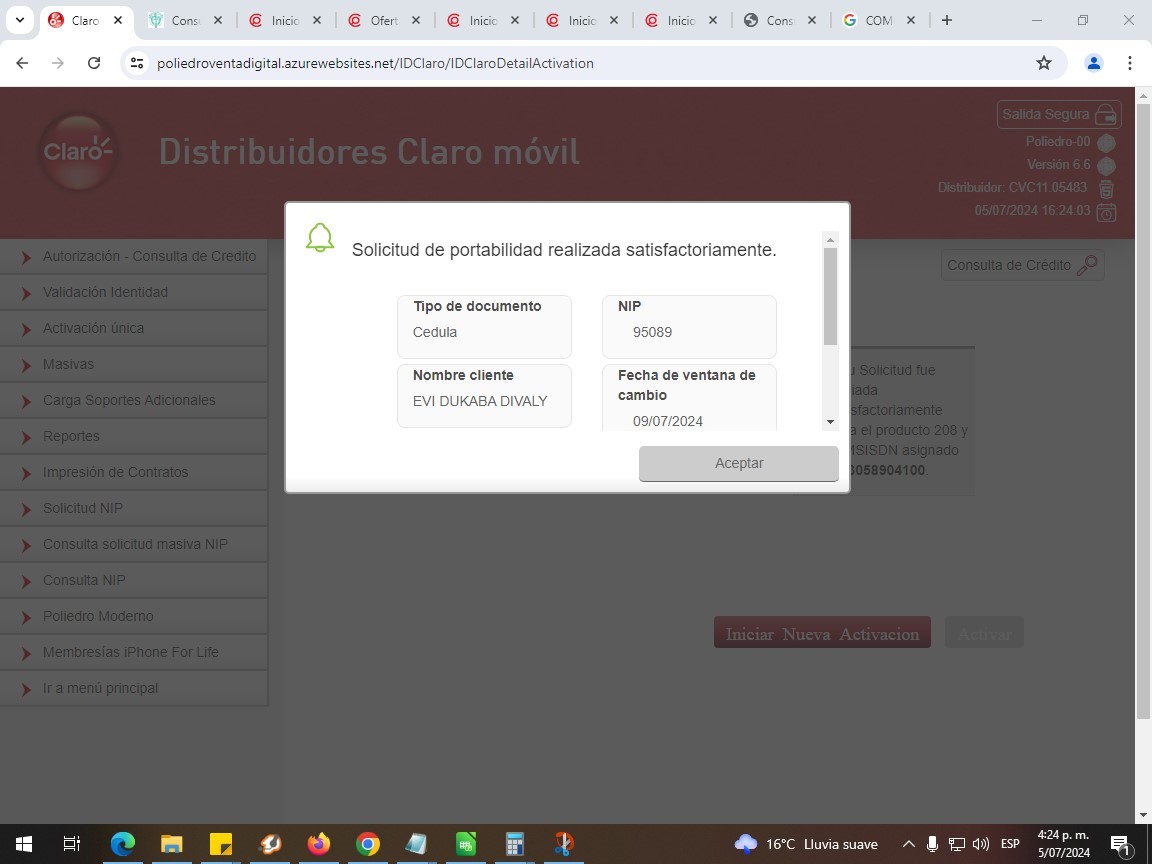 Claro
Consu
Inicio
Ofert
Inicio
Inicio
Inicio
Cons
COM
poliedroventadigital.azurewebsites.net/IDClaro/IDClaroDetailActivation
Claro
Distribuidores Claro móvil
Salida Segura
Poliedro-00
Versión 6.6
Distribuidor: CVC11.05483
05/07/2024 16:24:03
Autorización - Consulta de Credito
Validación Identidad
Activación única
Masivas
Carga Soportes Adicionales
Reportes
Impresión de Contratos
Solicitud NIP
Consulta solicitud masiva NIP
Consulta NIP
Poliedro Moderno
Membresías iPhone For Life
Ir a menú principal
Consulta de Crédito
Solicitud de portabilidad realizada satisfactoriamente.
Tipo de documento
Cedula
NIP
95089
Nombre cliente
EVI DUKABA DIVALY
Fecha de ventana de
cambio
09/07/2024
Aceptar
Solicitud fue
el producto 208 y
asignado
058904100.
Iniciar Nueva Activacion
Activar
16°C Lluvia suave
ESP
4:24 p. m.
5/07/2024
1